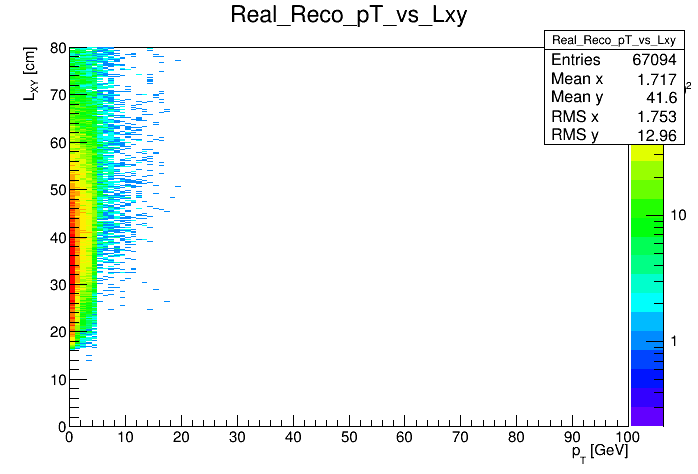 Real_Reco_pT_vs_Lxy
Real_Reco_pT_vs_Lxy
Entries 67094
Mean x 1.717
Mean y 41.6
RMS x 1.753
RMS y 12.96
L_XY [cm]
80
70
60
50
40
30
20
10
0
0 10 20 30 40 50 60 70 80 90 100
p_T [GeV]
2
10
1